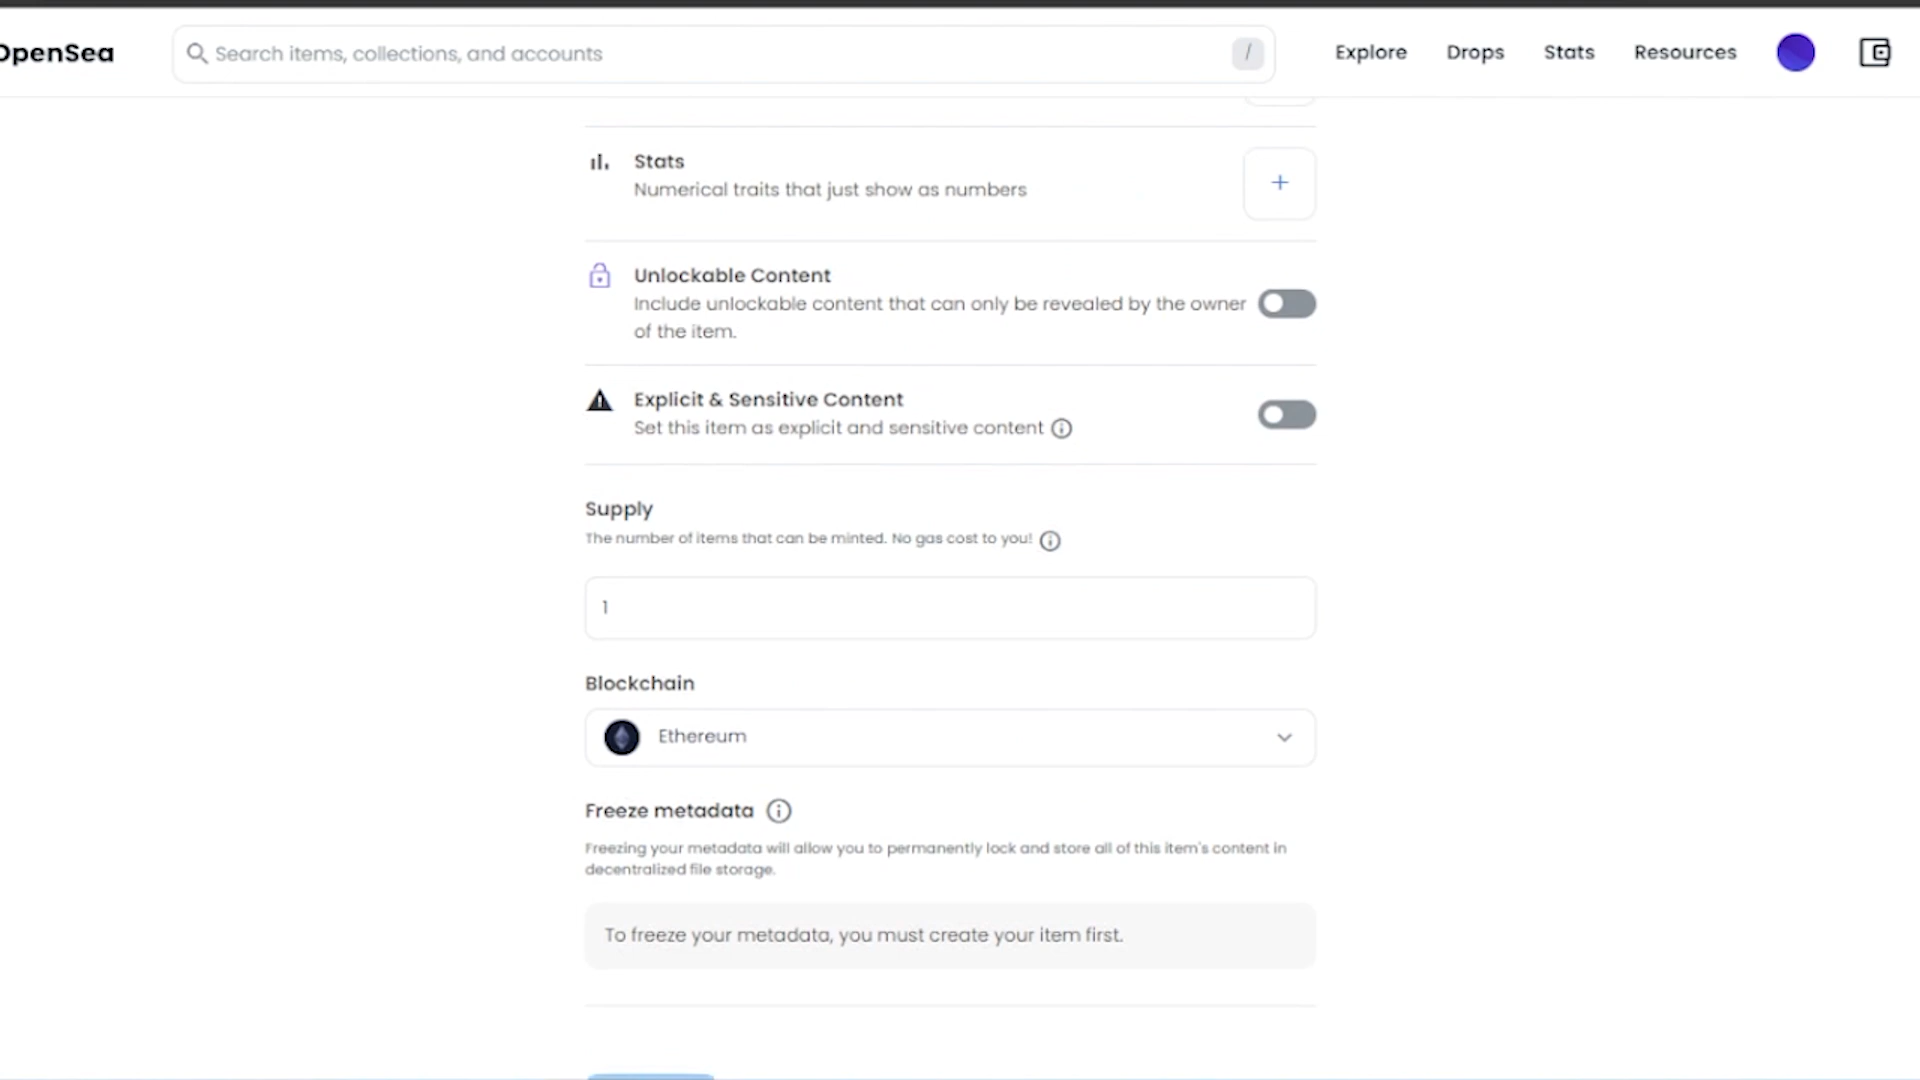 OpenSea
Search items, collections, and accounts
/
Explore
Drops
Stats
Resources
Stats
Numerical traits that just show as numbers
+
Unlockable Content
Include unlockable content that can only be revealed by the owner
of the item.
Explicit & Sensitive Content
Set this item as explicit and sensitive content
Supply
The number of items that can be minted. No gas cost to you!
1
Blockchain
Ethereum
Freeze metadata
Freezing your metadata will allow you to permanently lock and store all of this item's content in
decentralized file storage.
To freeze your metadata, you must create your item first.